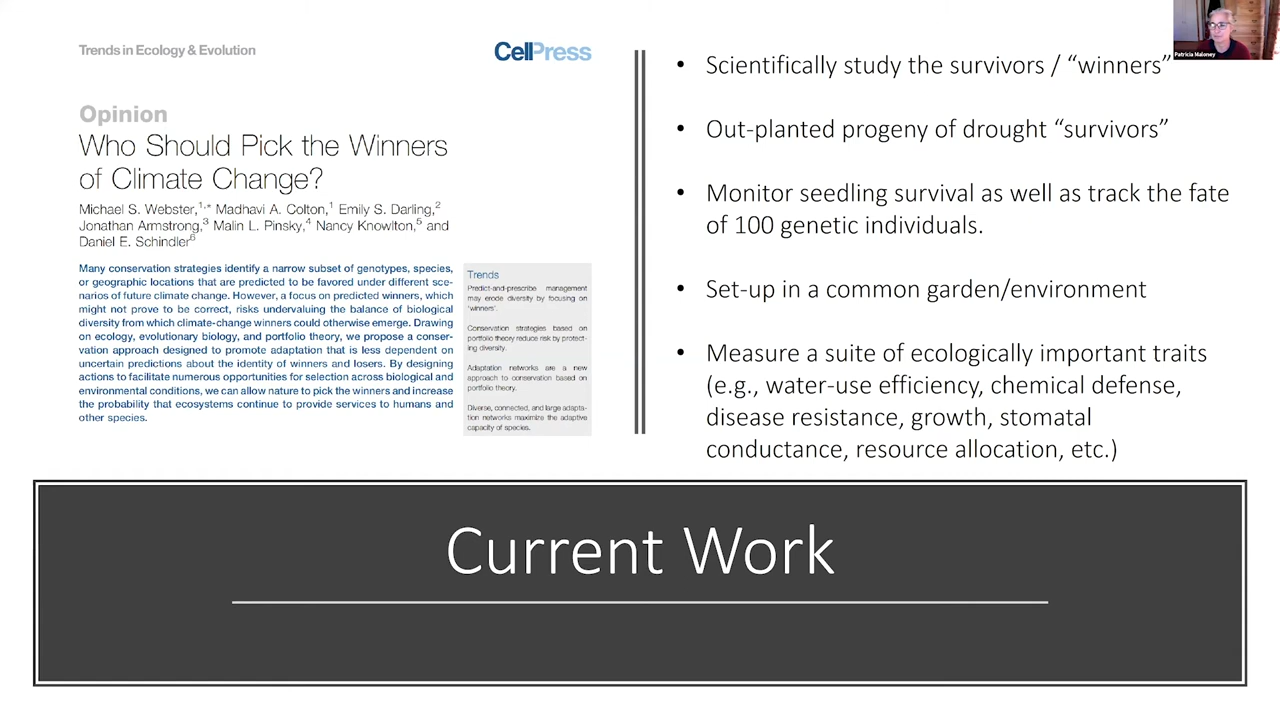 Trends in Ecology & Evolution
CellPress
Opinion
Who Should Pick the Winners
of Climate Change?
Michael S. Webster,1,* Madhavi A. Colton,1 Emily S. Darling,2
Jonathan Armstrong,3 Malin L. Pinsky,4 Nancy Knowlton,5 and
Daniel E. Schindler6
Many conservation strategies identify a narrow subset of genotypes, species,
or geographic locations that are predicted to be favored under different sce-
narios of future climate change. However, a focus on predicted winners, which
might not prove to be correct, risks undervaluing the balance of biological
diversity from which climate-change winners could otherwise emerge. Drawing
on ecology, evolutionary biology, and portfolio theory, we propose a conser-
vation approach designed to promote adaptation that is less dependent on
uncertain predictions about the identity of winners and losers. By designing
actions to facilitate numerous opportunities for selection across biological and
environmental conditions, we can allow nature to pick the winners and increase
the probability that ecosystems continue to provide services to humans and
other species.
Trends
Predict-and-prescribe management
may erode diversity by focusing on
'winners'.
Conservation strategies based on
portfolio theory reduce risk by protect-
ing diversity.
Adaptation networks are a new
approach to conservation based on
portfolio theory.
Diverse, connected, and large adapta-
tion networks maximize the adaptive
capacity of species.
• Scientifically study the survivors / “winners”
• Out-planted progeny of drought “survivors”
• Monitor seedling survival as well as track the fate
of 100 genetic individuals.
• Set-up in a common garden/environment
• Measure a suite of ecologically important traits
(e.g., water-use efficiency, chemical defense,
disease resistance, growth, stomatal
conductance, resource allocation, etc.)
Patricia Maloney
Current Work